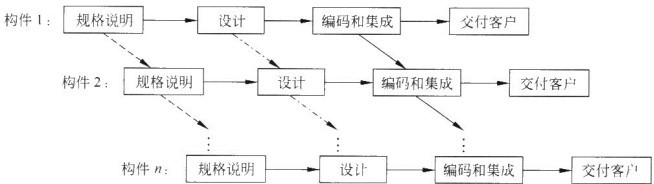 构件1： 规格说明 设计 编码和集成 交付客户
构件2： 规格说明 设计 编码和集成 交付客户
构件n： 规格说明 设计 编码和集成 交付客户